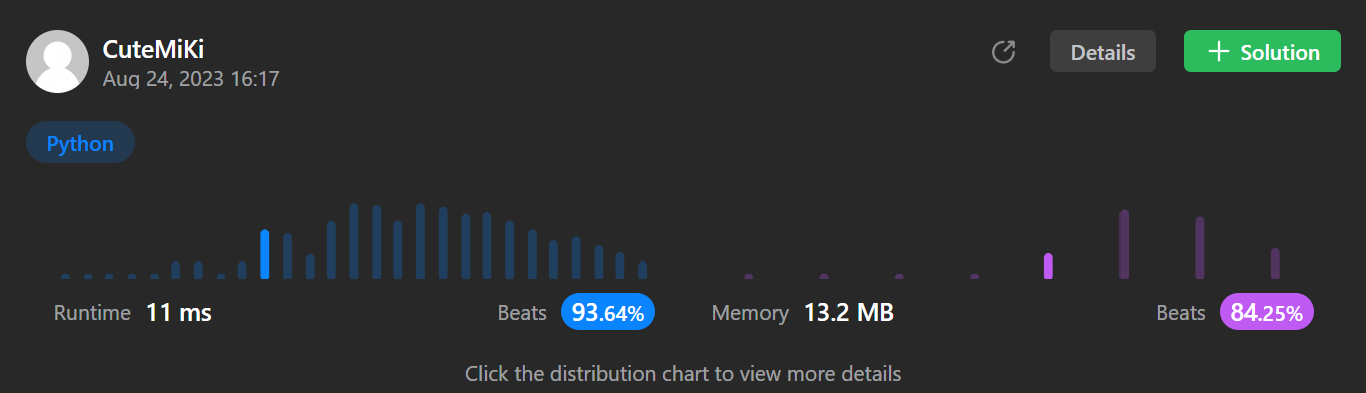 CuteMiKi
Aug 24, 2023 16:17
Details
Solution
Python
Runtime 11 ms Beats 93.64%
Memory 13.2 MB Beats 84.25%
Click the distribution chart to view more details